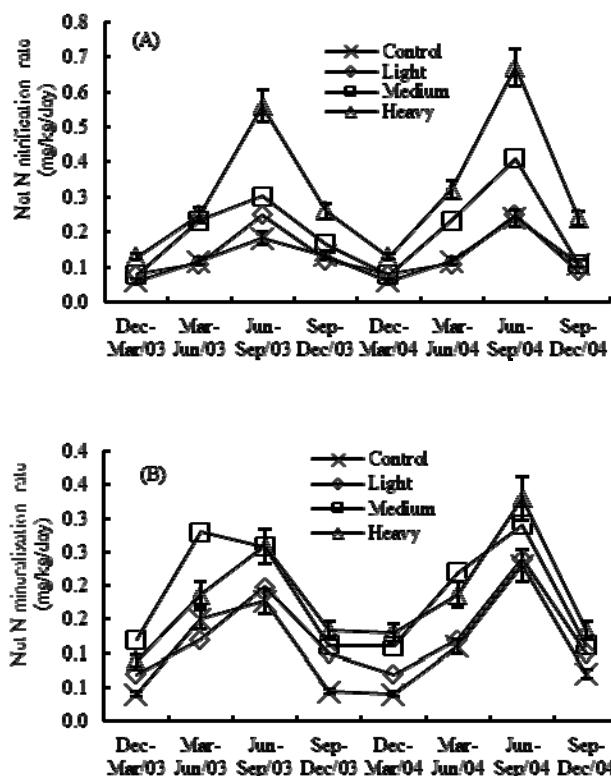 (A)
Control
Light
Medium
Heavy
Net N nitrification rate
(mg/kg/day)
0.8
0.7
0.6
0.5
0.4
0.3
0.2
0.1
0.0
Dec- Mar- Jun- Sep- Dec- Mar- Jun- Sep-
Mar/03 Jun/03 Sep/03 Dec/03 Mar/04 Jun/04 Sep/04 Dec/04
(B)
Control
Light
Medium
Heavy
Net N mineralization rate
(mg/kg/day)
0.4
0.4
0.3
0.3
0.2
0.2
0.1
0.1
0.0
Dec- Mar- Jun- Sep- Dec- Mar- Jun- Sep-
Mar/03 Jun/03 Sep/03 Dec/03 Mar/04 Jun/04 Sep/04 Dec/04